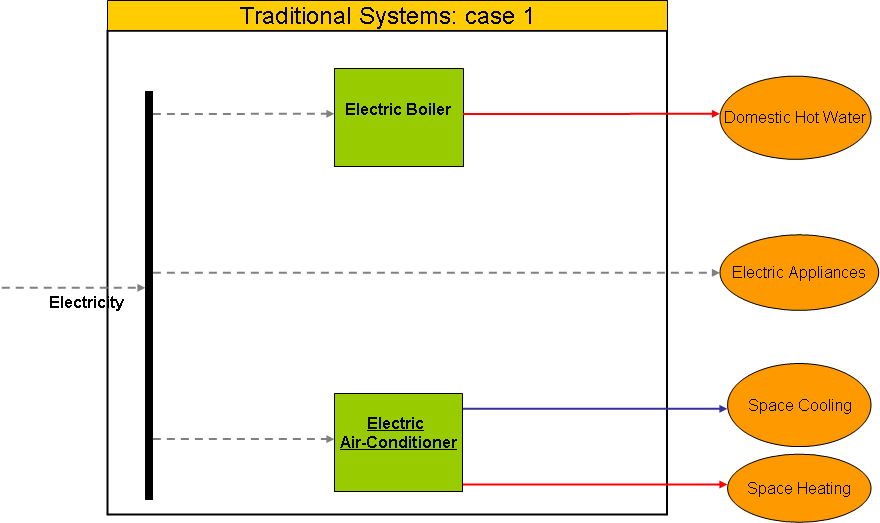 Traditional Systems: case 1
Electric Boiler
Domestic Hot Water
Electric Appliances
Electricity
Electric
Air-Conditioner
Space Cooling
Space Heating